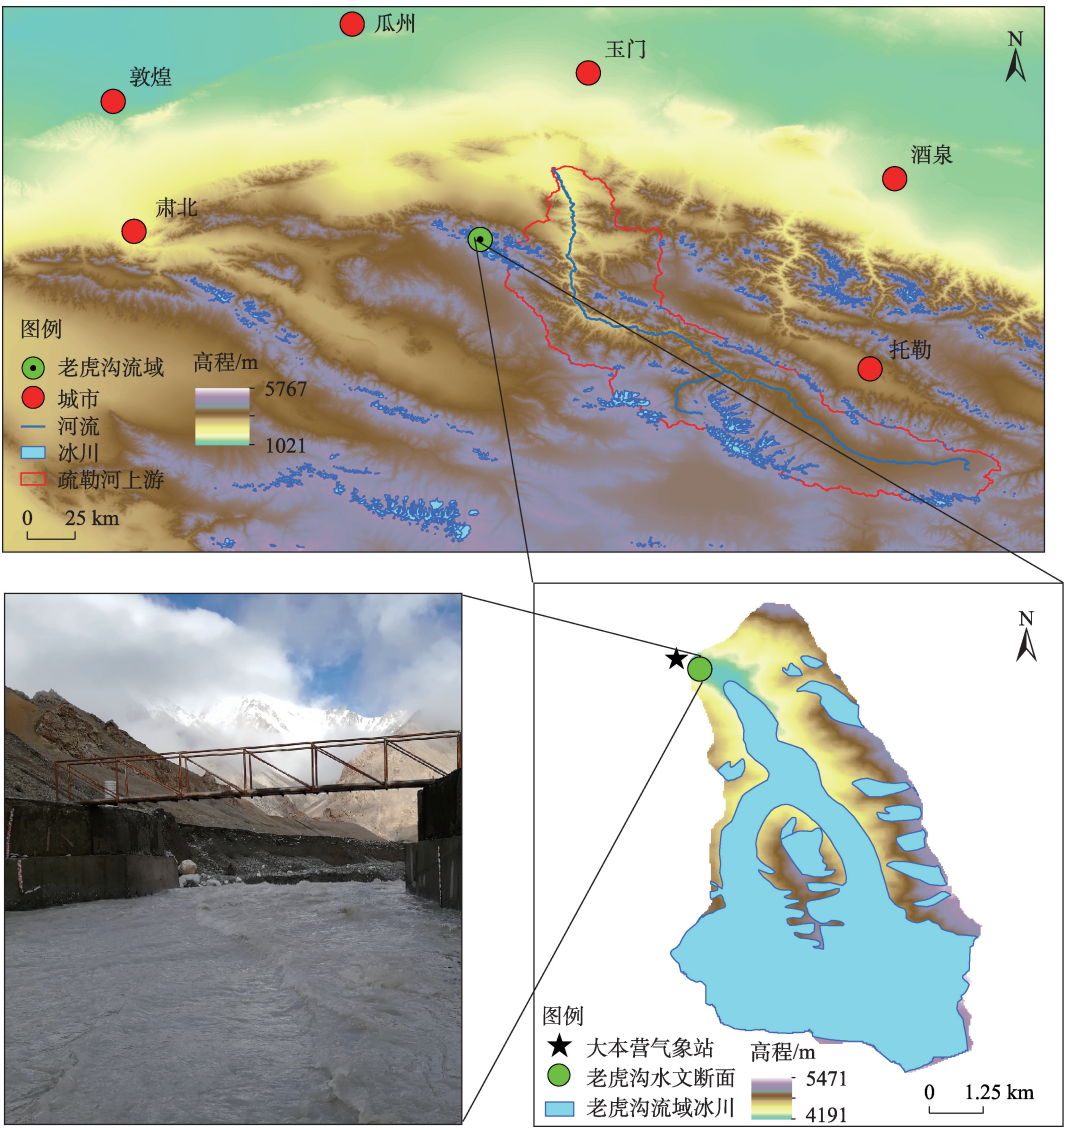 瓜州
玉门
N
敦煌
酒泉
肃北
托勒
图例
老虎沟流域
城市
河流
冰川
疏勒河上游
0 25 km
高程/m
5767
1021
N
图例
大本营气象站
老虎沟水文断面
老虎沟流域冰川
高程/m
5471
4191
0 1.25 km